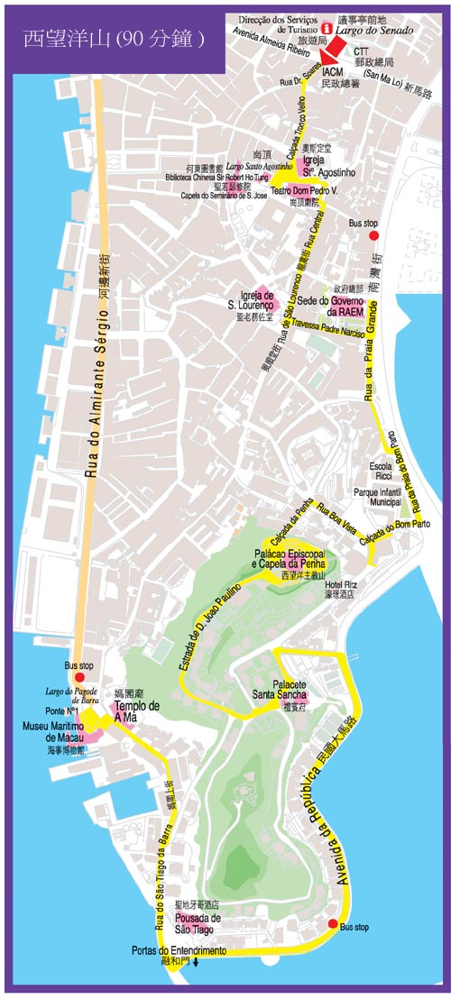 西望洋山 (90 分鐘 )
Direcção dos Serviços
de Turismo
旅遊局
i
議事亭前地
Largo do Senado
Avenida Almeida Ribeiro
CTT
郵政總局
(San Ma Lo) 新馬路
IACM
民政總署
Rua Dr. Soares
Calçada Tronco Velho
崗頂
Largo Santo Agostinho
奧斯定堂
Igreja
Stº. Agostinho
何東圖書館
Biblioteca Chinesa Sir Robert Ho Tung
聖若瑟修院
Capela do Seminário de S. Jose
Teatro Dom Pedro V.
崗頂劇院
Bus stop
Rua Central
龍嵩街
南灣街
Rua da Praia Grande
河邊新街
Rua do Almirante Sérgio
Igreja de
S. Lourenço
聖老楞佐堂
Rua de São Lourenco
風順堂街
政府總部
Sede do Governo
da RAEM
Travessa Padre Narciso
Escola
Ricci
Parque Infantil
Municipal
Rua da Praia do Bom Parto
Calçada da Penha
Rua Boa Vista
Calçada do Bom Parto
Palácao Episcopal
e Capela da Penha
西望洋主教山
Hotel Rirz
濠璟酒店
Estrada de D. Joao Paulino
Bus stop
Largo do Pagode
de Barra
Ponte Nº1
Museu Maritimo
de Macau
海事博物館
媽閣廟
Templo de
A Ma
Palacete
Santa Sancha
禮賓府
Avenida da República 民國大馬路
媽閣上街
Rua do São Tiago da Barra
聖地牙哥酒店
Pousada de
São Tiago
Bus stop
Portas do Entendrimento
融和門